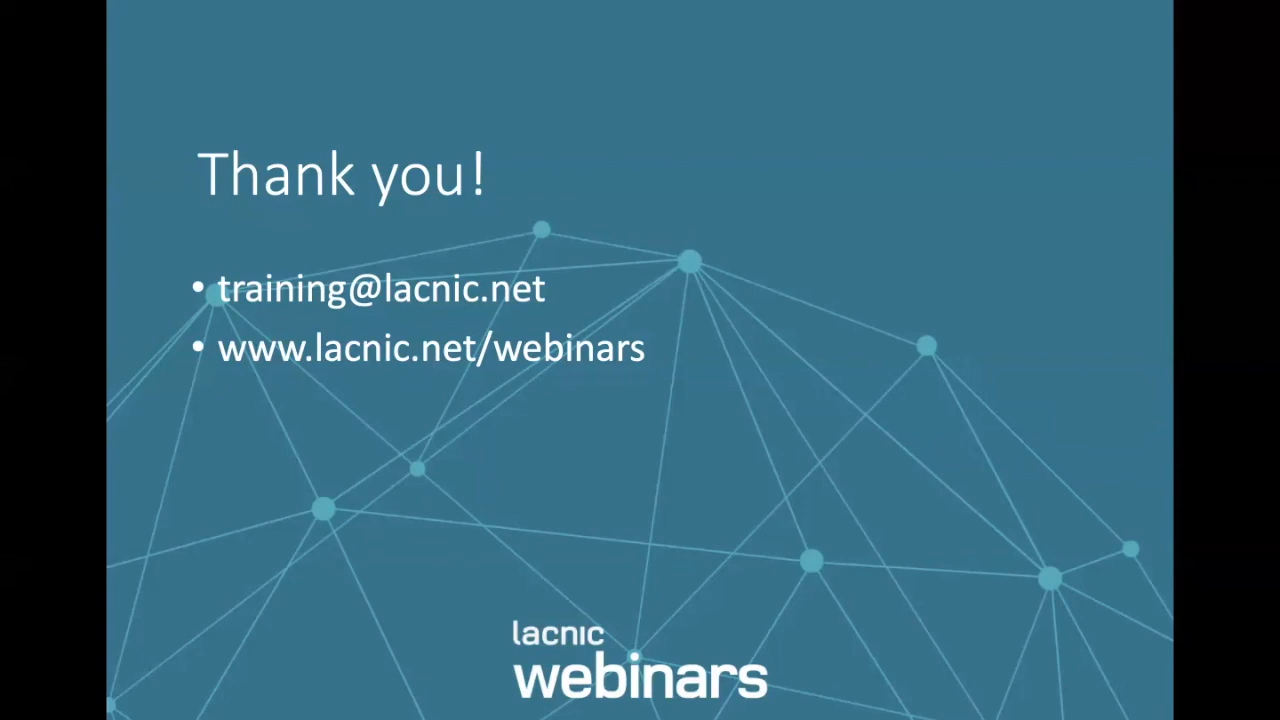 Thank you!
• training@lacnic.net
• www.lacnic.net/webinars
lacnic
webinars